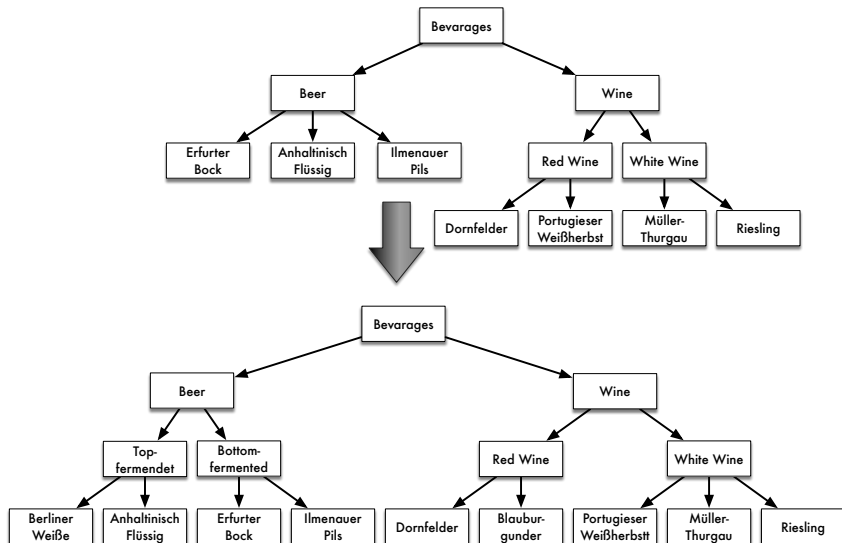 Bevarages
Beer
Wine
Erfurter
Bock
Anhaltinisch
Flüssig
Ilmenauer
Pils
Red Wine
White Wine
Dornfelder
Portugieser
Weißherbst
Müller-
Thurgau
Riesling
Bevarages
Beer
Wine
Top-
fermendet
Bottom-
fermented
Red Wine
White Wine
Berliner
Weiße
Anhaltinisch
Flüssig
Erfurter
Bock
Ilmenauer
Pils
Dornfelder
Blaubur-
gunder
Portugieser
Weißherbstt
Müller-
Thurgau
Riesling